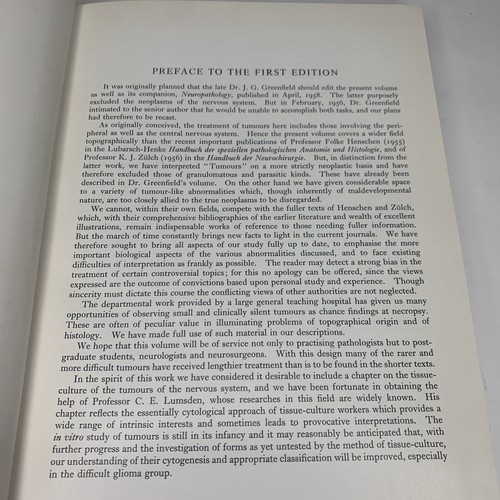 PREFACE TO THE FIRST EDITION
It was originally planned that the late Dr. J. G. Greenfield should edit the present volume
as well as its companion, Neuropathology, published in April, 1958. The latter purposely
excluded the neoplasms of the nervous system. But in February, 1956, Dr. Greenfield
intimated to the senior author that he would be unable to accomplish both tasks, and our plans
had therefore to be recast.
As originally conceived, the treatment of tumours here includes those involving the peri-
pheral as well as the central nervous system. Hence the present volume covers a wider field
topographically than the recent important publications of Professor Folke Henschen (1955)
in the Lubarsch-Henke Handbuch der speziellen pathologischen Anatomie und Histologie, and of
Professor K. J. Zülch (1956) in the Handbuch der Neurochirurgie. But, in distinction from the
latter work, we have interpreted "Tumours" on a more strictly neoplastic basis and have
therefore excluded those of granulomatous and parasitic kinds. These have already been
described in Dr. Greenfield's volume. On the other hand we have given considerable space
to a variety of tumour-like abnormalities which, though inherently of maldevelopmental
nature, are too closely allied to the true neoplasms to be disregarded.
We cannot, within their own fields, compete with the fuller texts of Henschen and Zülch,
which, with their comprehensive bibliographies of the earlier literature and wealth of excellent
illustrations, remain indispensable works of reference to those needing fuller information.
But the march of time constantly brings new facts to light in the current journals. We have
therefore sought to bring all aspects of our study fully up to date, to emphasise the more
important biological aspects of the various abnormalities discussed, and to face existing
difficulties of interpretation as frankly as possible. The reader may detect a strong bias in the
treatment of certain controversial topics; for this no apology can be offered, since the views
expressed are the outcome of convictions based upon personal study and experience. Though
sincerity must dictate this course the conflicting views of other authorities are not neglected.
The departmental work provided by a large general teaching hospital has given us many
opportunities of observing small and clinically silent tumours as chance findings at necropsy.
These are often of peculiar value in illuminating problems of topographical origin and of
histology. We have made full use of such material in our descriptions.
We hope that this volume will be of service not only to practising pathologists but to post-
graduate students, neurologists and neurosurgeons. With this design many of the rarer and
more difficult tumours have received lengthier treatment than is to be found in the shorter texts.
In the spirit of this work we have considered it desirable to include a chapter on the tissue-
culture of the tumours of the nervous system, and we have been fortunate in obtaining the
help of Professor C. E. Lumsden, whose researches in this field are widely known. His
chapter reflects the essentially cytological approach of tissue-culture workers which provides a
wide range of intrinsic interests and sometimes leads to provocative interpretations. The
in vitro study of tumours is still in its infancy and it may reasonably be anticipated that, with
further progress and the investigation of forms as yet untested by the method of tissue-culture,
our understanding of their cytogenesis and appropriate classification will be improved, especially
in the difficult glioma group.